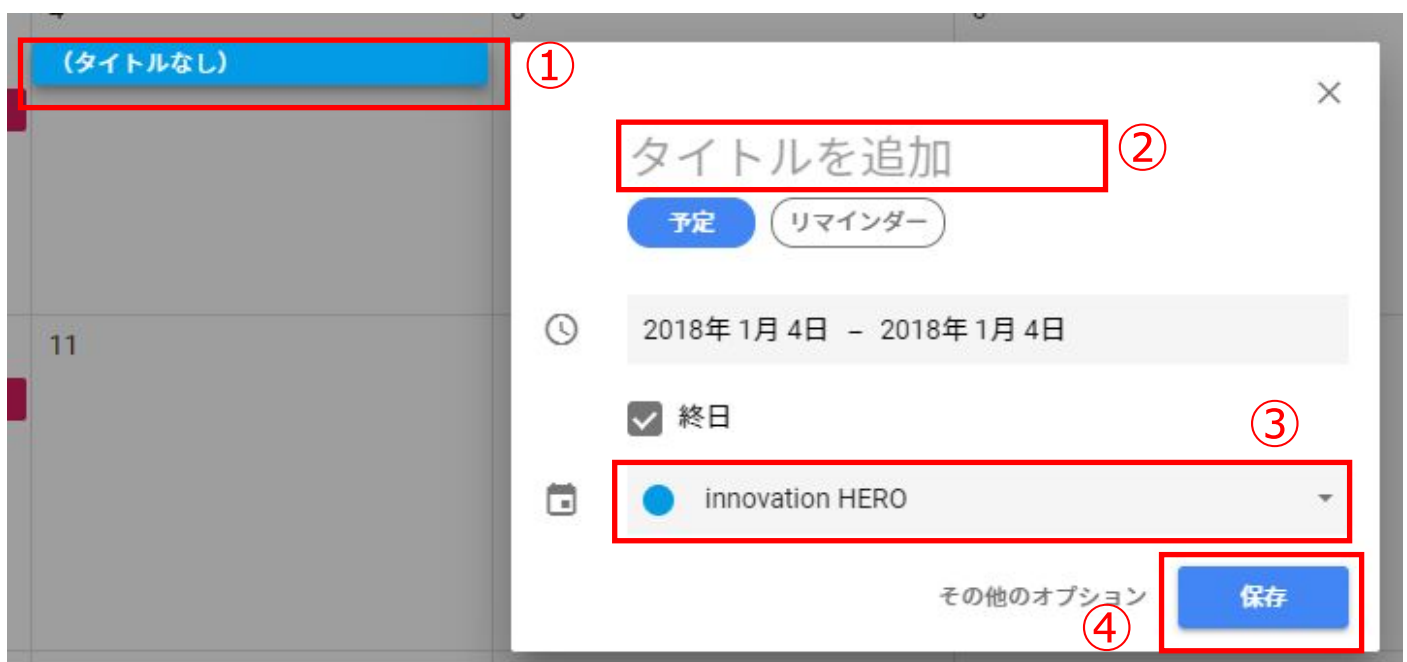 (タイトルなし)
①
②
タイトルを追加
予定 リマインダー
2018年 1月 4日 – 2018年 1月 4日
11
終日
③
innovation HERO
その他のオプション
保存
④